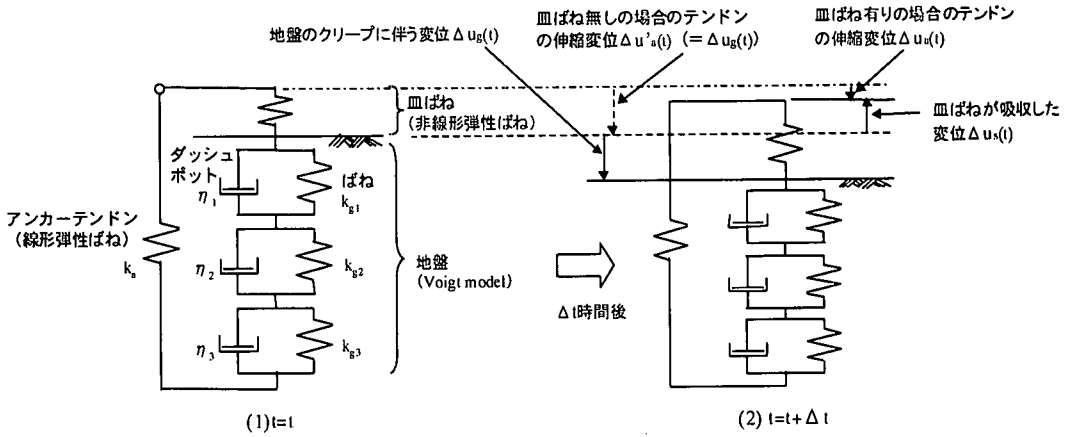 地盤のクリープに伴う変位Δug(t)
皿ばね無しの場合のテンドン
の伸縮変位Δu'a(t)(=Δug(t))
皿ばね有りの場合のテンドン
の伸縮変位Δua(t)
皿ばね
(非線形弾性ばね)
皿ばねが吸収した
変位Δus(t)
ダッシュ
ポット
η1
ばね
kg1
アンカーテンドン
(線形弾性ばね)
ka
η2
kg2
地盤
(Voigt model)
Δt時間後
η3
kg3
(1)t=t
(2) t=t+Δt